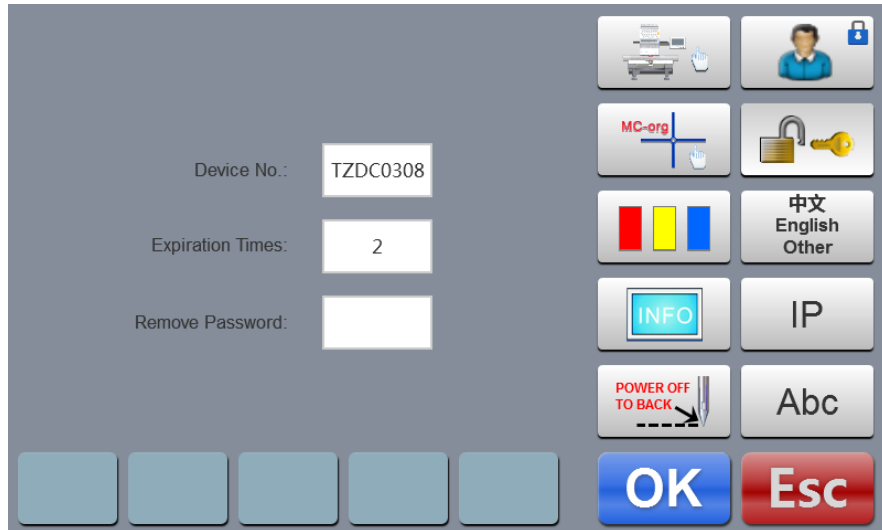 Device No.: TZDC0308
Expiration Times: 2
Remove Password:
MC-org
中文
English
Other
INFO
IP
POWER OFF
TO BACK
Abc
OK
Esc